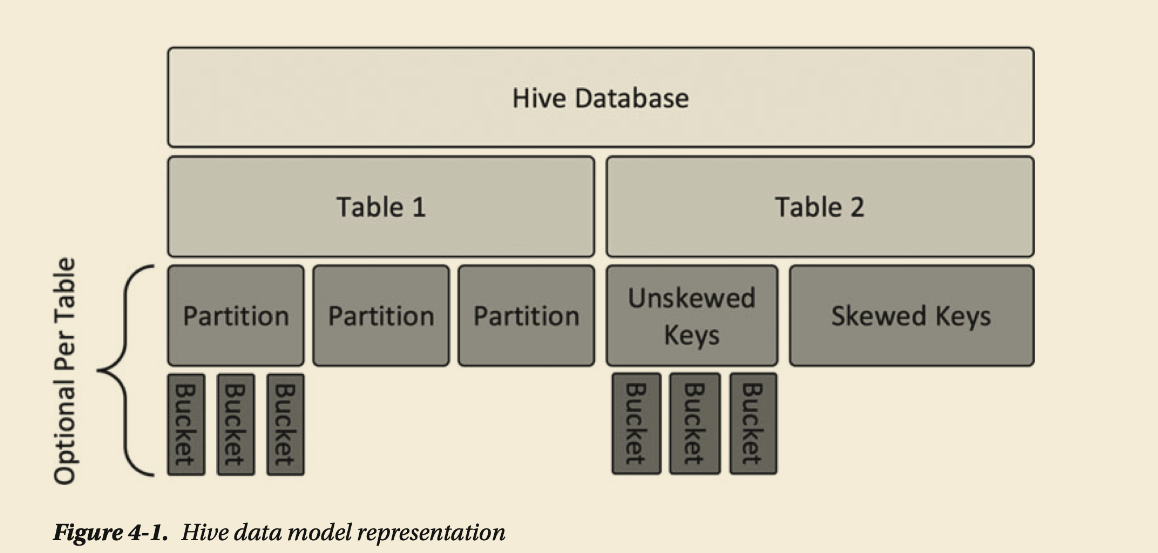 Hive Database
Table 1
Table 2
Optional Per Table
Partition
Partition
Partition
Unskewed
Keys
Skewed Keys
Bucket
Bucket
Bucket
Bucket
Bucket
Bucket
Figure 4-1. Hive data model representation